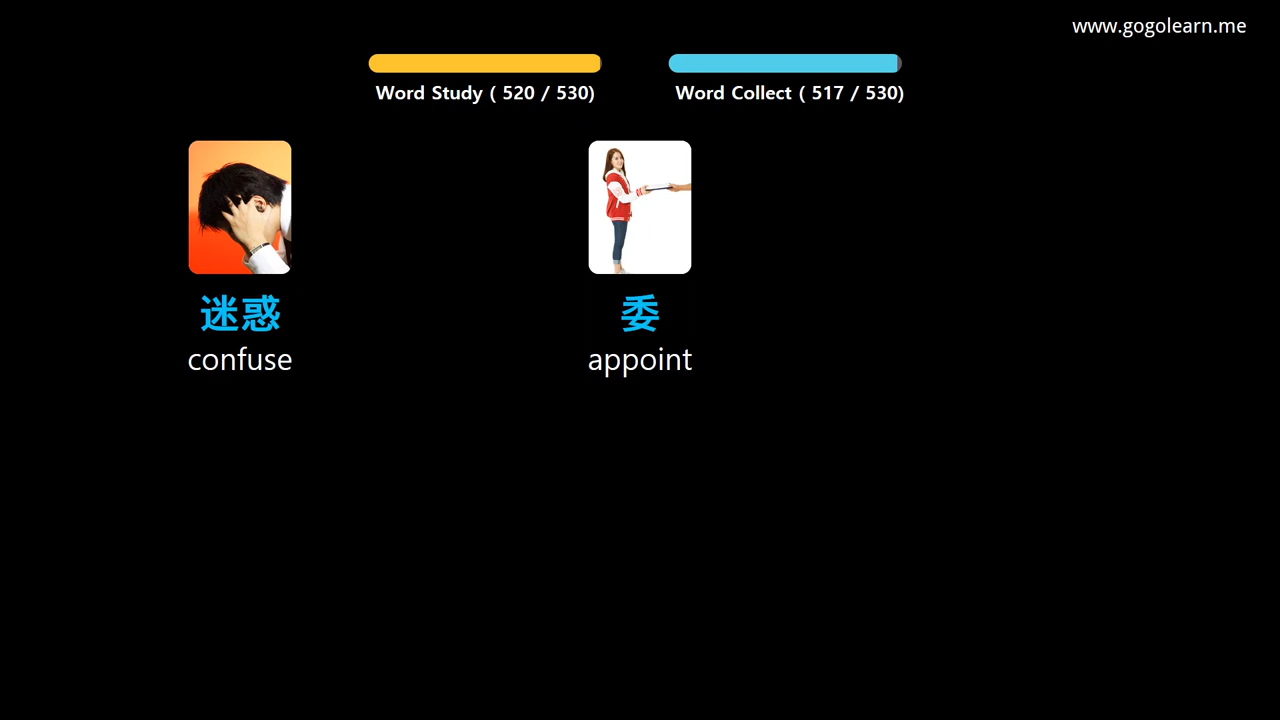 www.gogolearn.me
Word Study ( 520 / 530)
Word Collect ( 517 / 530)
迷惑
confuse
委
appoint